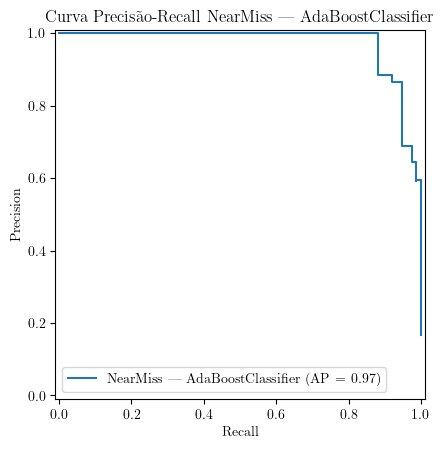 Curva Precisão-Recall NearMiss — AdaBoostClassifier
1.0
0.8
0.6
0.4
0.2
0.0
Precision
NearMiss — AdaBoostClassifier (AP = 0.97)
0.0 0.2 0.4 0.6 0.8 1.0
Recall